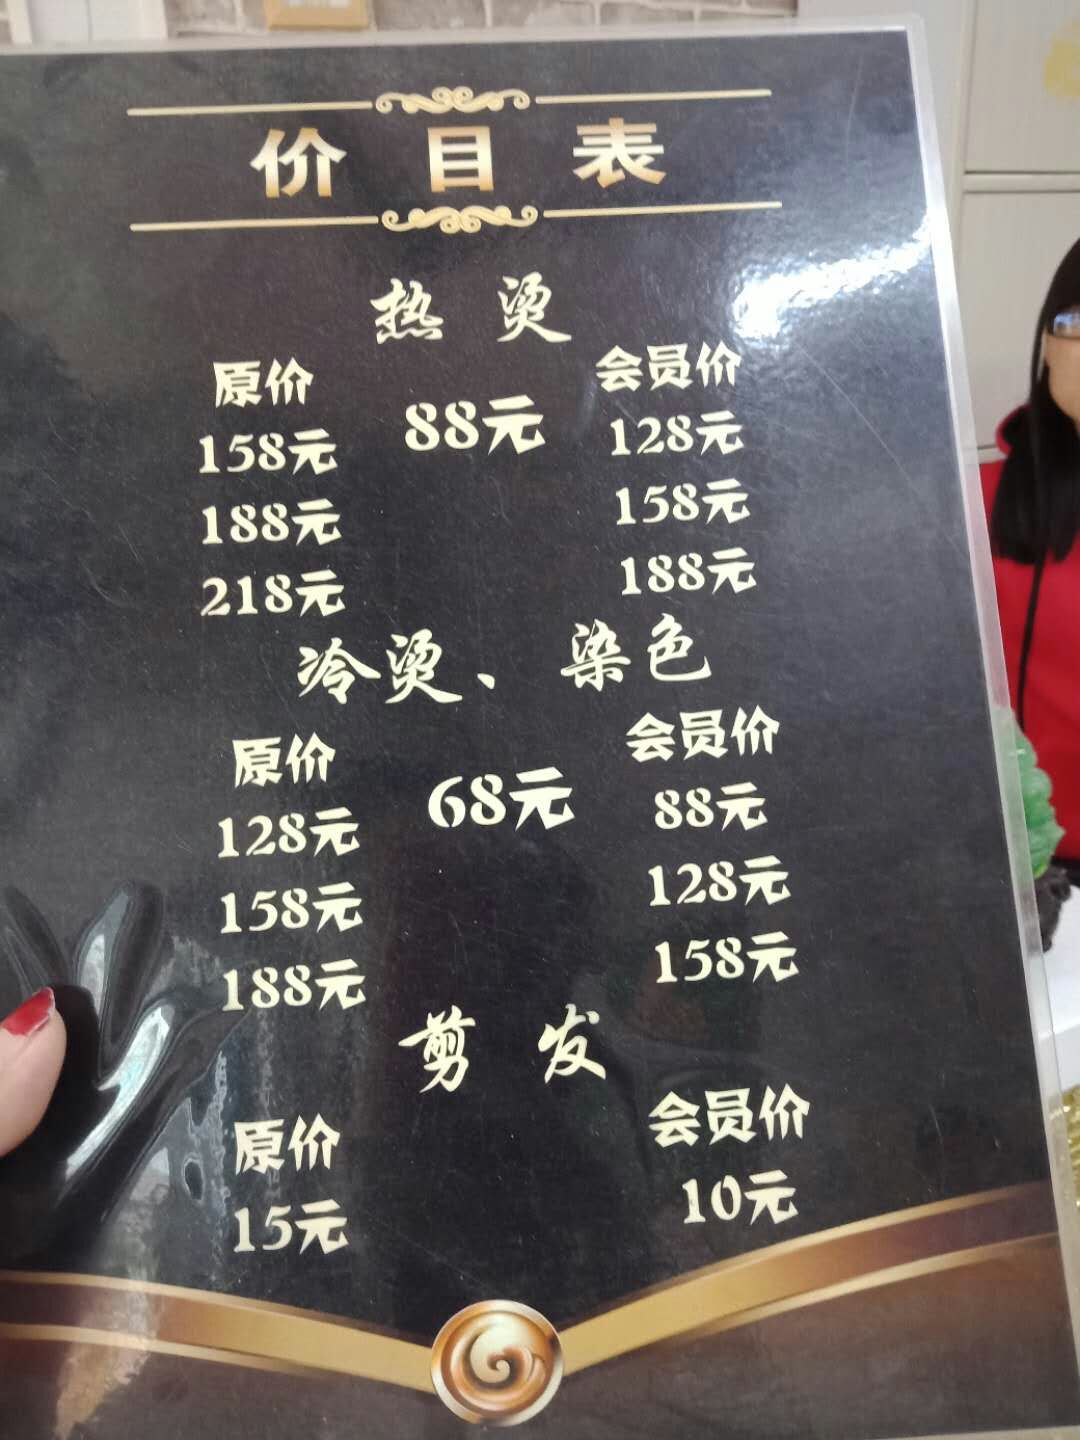 价目表
热烫
原价 88元 会员价
158元 128元
188元 158元
218元 188元
冷烫、染色
原价 68元 会员价
128元 88元
158元 128元
188元 158元
剪发
原价 会员价
15元 10元